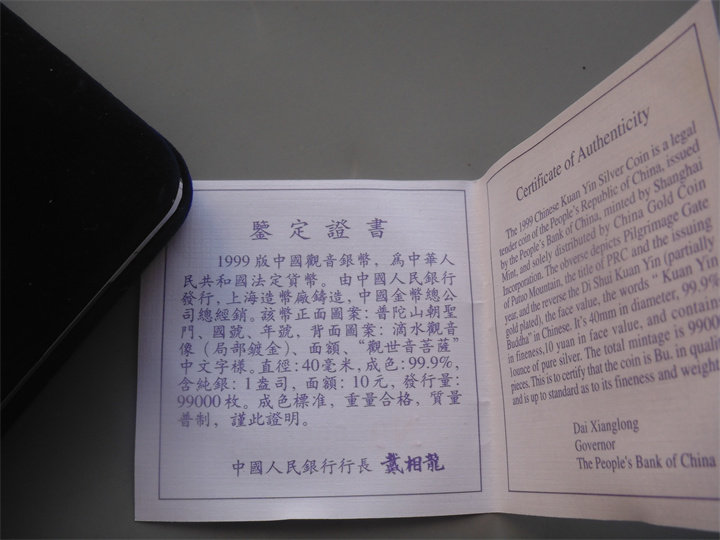 鑒定證書
1999版中國觀音銀幣，爲中華人
民共和國法定貨幣。由中國人民銀行
發行，上海造幣廠鑄造，中國金幣總公
司總經銷。該幣正面圖案：普陀山朝聖
門、國號、年號，背面圖案：滴水觀音
像（局部鍍金）、面額、“觀世音菩薩”
中文字樣。直徑：40毫米，成色：99.9%，
含純銀：1盎司，面額：10元，發行量：
99000枚。成色標准，重量合格，質量
普制，謹此證明。
中國人民銀行行長 戴相龍
Certificate of Authenticity
The 1999 Chinese Kuan Yin Silver Coin is a legal
tender coin of the People's Republic of China, issued
by the People's Bank of China, minted by Shanghai
Mint, and solely distributed by China Gold Coin
Incorporation. The obverse depicts Pilgrimage Gate
of Putuo Mountain, the title of PRC and the issuing
year, and the reverse the Di Shui Kuan Yin (partially
gold plated), the face value, the words “ Kuan Yin
Buddha” in Chinese. It's 40mm in diameter, 99.9%
in fineness, 10 yuan in face value, and contain
1ounce of pure silver. The total mintage is 99000
pieces. This is to certify that the coin is Bu. in quality
and is up to standard as to its fineness and weight
Dai Xianglong
Governor
The People's Bank of China